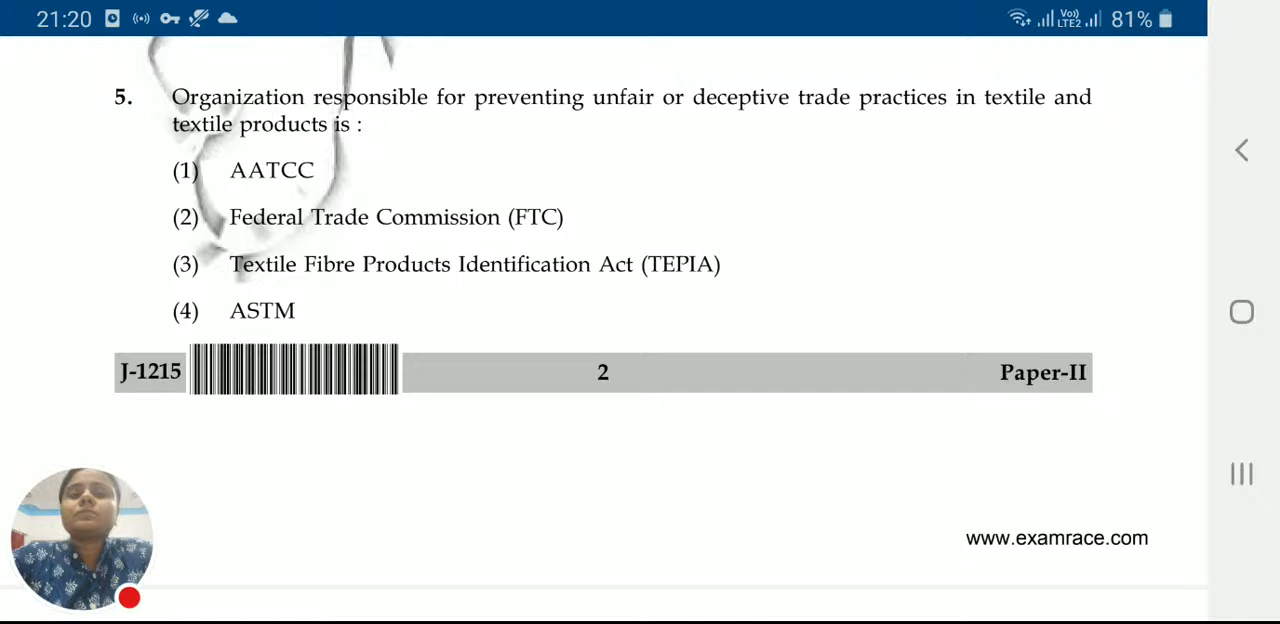 21:20
Vo)) LTE2 81%
5. Organization responsible for preventing unfair or deceptive trade practices in textile and
textile products is :
(1) AATCC
(2) Federal Trade Commission (FTC)
(3) Textile Fibre Products Identification Act (TEPIA)
(4) ASTM
J-1215 2 Paper-II
www.examrace.com